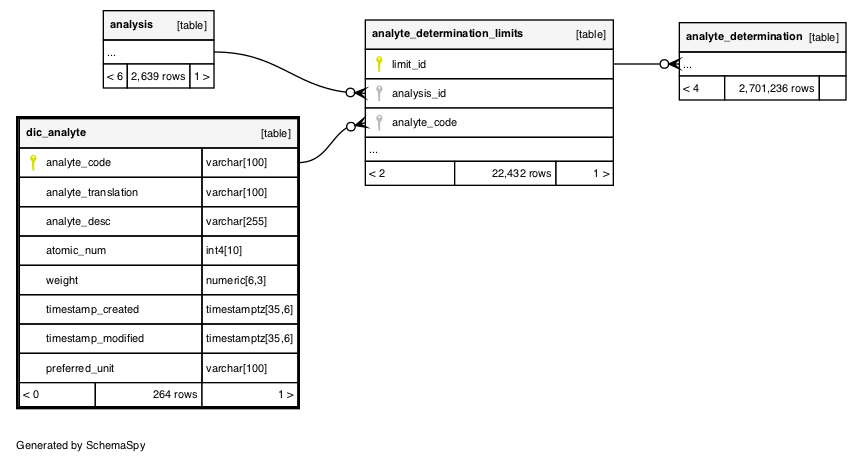 analysis [table]
...
< 6 2,639 rows 1 >
analyte_determination_limits [table]
limit_id
analysis_id
analyte_code
...
< 2 22,432 rows 1 >
analyte_determination [table]
...
< 4 2,701,236 rows
dic_analyte [table]
analyte_code varchar[100]
analyte_translation varchar[100]
analyte_desc varchar[255]
atomic_num int4[10]
weight numeric[6,3]
timestamp_created timestamptz[35,6]
timestamp_modified timestamptz[35,6]
preferred_unit varchar[100]
< 0 264 rows 1 >
Generated by SchemaSpy